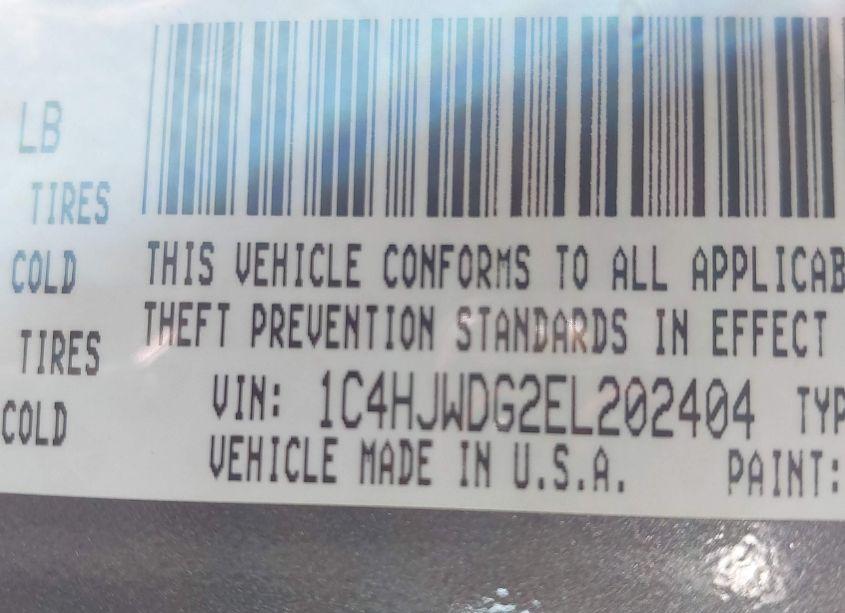 LB
TIRES
COLD
TIRES
COLD
THIS VEHICLE CONFORMS TO ALL APPLICAB
THEFT PREVENTION STANDARDS IN EFFECT
VIN: 1C4HJWDG2EL202404 TYP
VEHICLE MADE IN U.S.A. PAINT: